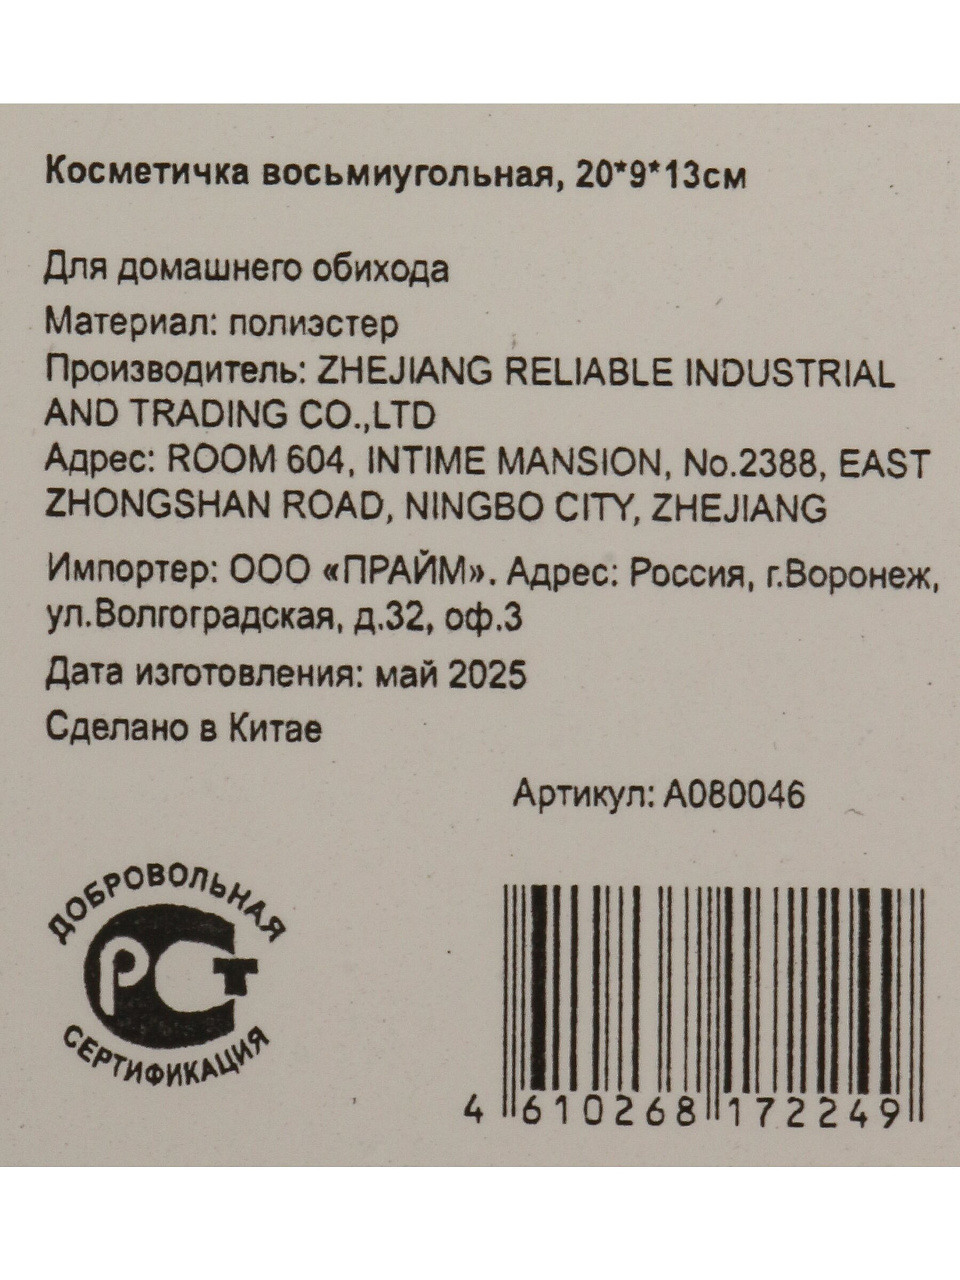 Косметичка восьмиугольная, 20*9*13см
Для домашнего обихода
Материал: полиэстер
Производитель: ZHEJIANG RELIABLE INDUSTRIAL
AND TRADING CO.,LTD
Адрес: ROOM 604, INTIME MANSION, No.2388, EAST
ZHONGSHAN ROAD, NINGBO CITY, ZHEJIANG
Импортер: ООО «ПРАЙМ». Адрес: Россия, г.Воронеж,
ул.Волгоградская, д.32, оф.3
Дата изготовления: май 2025
Сделано в Китае
Артикул: А080046
ДОБРОВОЛЬНАЯ
РСТ
СЕРТИФИКАЦИЯ
4 610268 172249